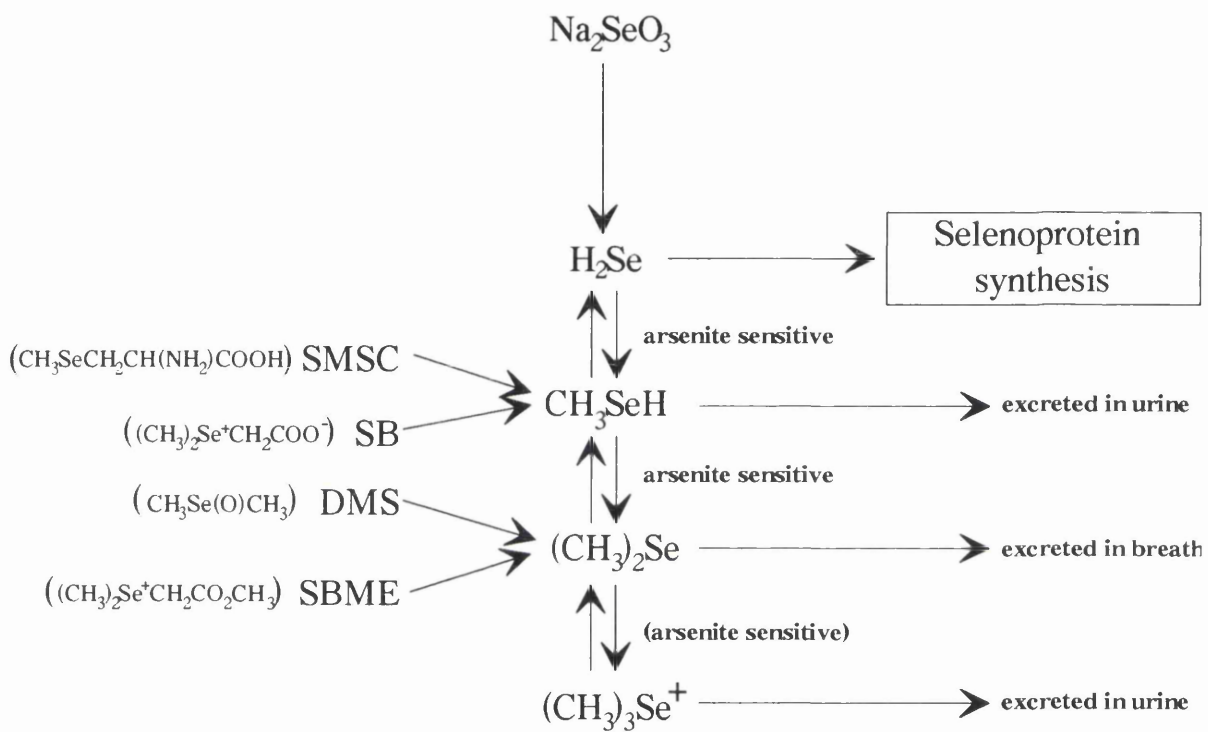 Na₂SeO₃
H₂Se
Selenoprotein
synthesis
arsenite sensitive
(CH₃SeCH₂CH(NH₂)COOH) SMSC
CH₃SeH
excreted in urine
((CH₃)₂Se⁺CH₂COO⁻) SB
arsenite sensitive
(CH₃Se(O)CH₃) DMS
(CH₃)₂Se
excreted in breath
((CH₃)₂Se⁺CH₂CO₂CH₃) SBME
(arsenite sensitive)
(CH₃)₃Se⁺
excreted in urine